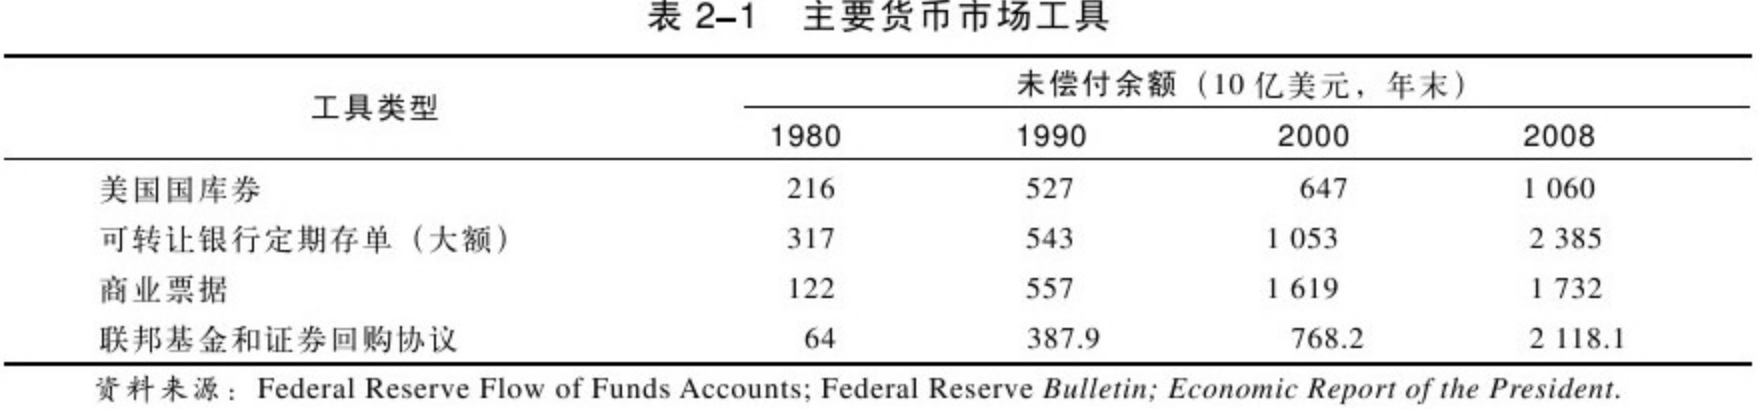 表 2–1 主要货币市场工具
工具类型 未偿付余额（10 亿美元，年末）
1980 1990 2000 2008
美国国库券 216 527 647 1 060
可转让银行定期存单（大额） 317 543 1 053 2 385
商业票据 122 557 1 619 1 732
联邦基金和证券回购协议 64 387.9 768.2 2 118.1
资料来源：Federal Reserve Flow of Funds Accounts; Federal Reserve Bulletin; Economic Report of the President.